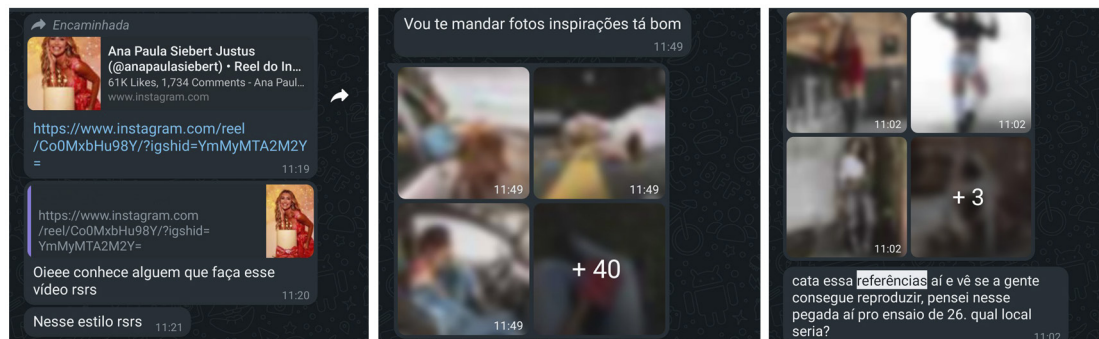 Encaminhada
Ana Paula Siebert Justus
(@anapaulasiebert) • Reel do In...
61K Likes, 1,734 Comments - Ana Paul...
www.instagram.com
https://www.instagram.com/reel
/Co0MxbHu98Y/?igshid=YmMyMTA2M2Y
=
11:19
https://www.instagram.com
/reel/Co0MxbHu98Y/?igshid=
YmMyMTA2M2Y=
Oieee conhece alguem que faça esse
vídeo rsrs
11:20
Nesse estilo rsrs
11:21
Vou te mandar fotos inspirações tá bom
11:49
11:49
11:49
11:49
+ 40
11:02
11:02
11:02
+ 3
cata essa referências aí e vê se a gente
consegue reproduzir, pensei nesse
pegada aí pro ensaio de 26. qual local
seria?
11:02